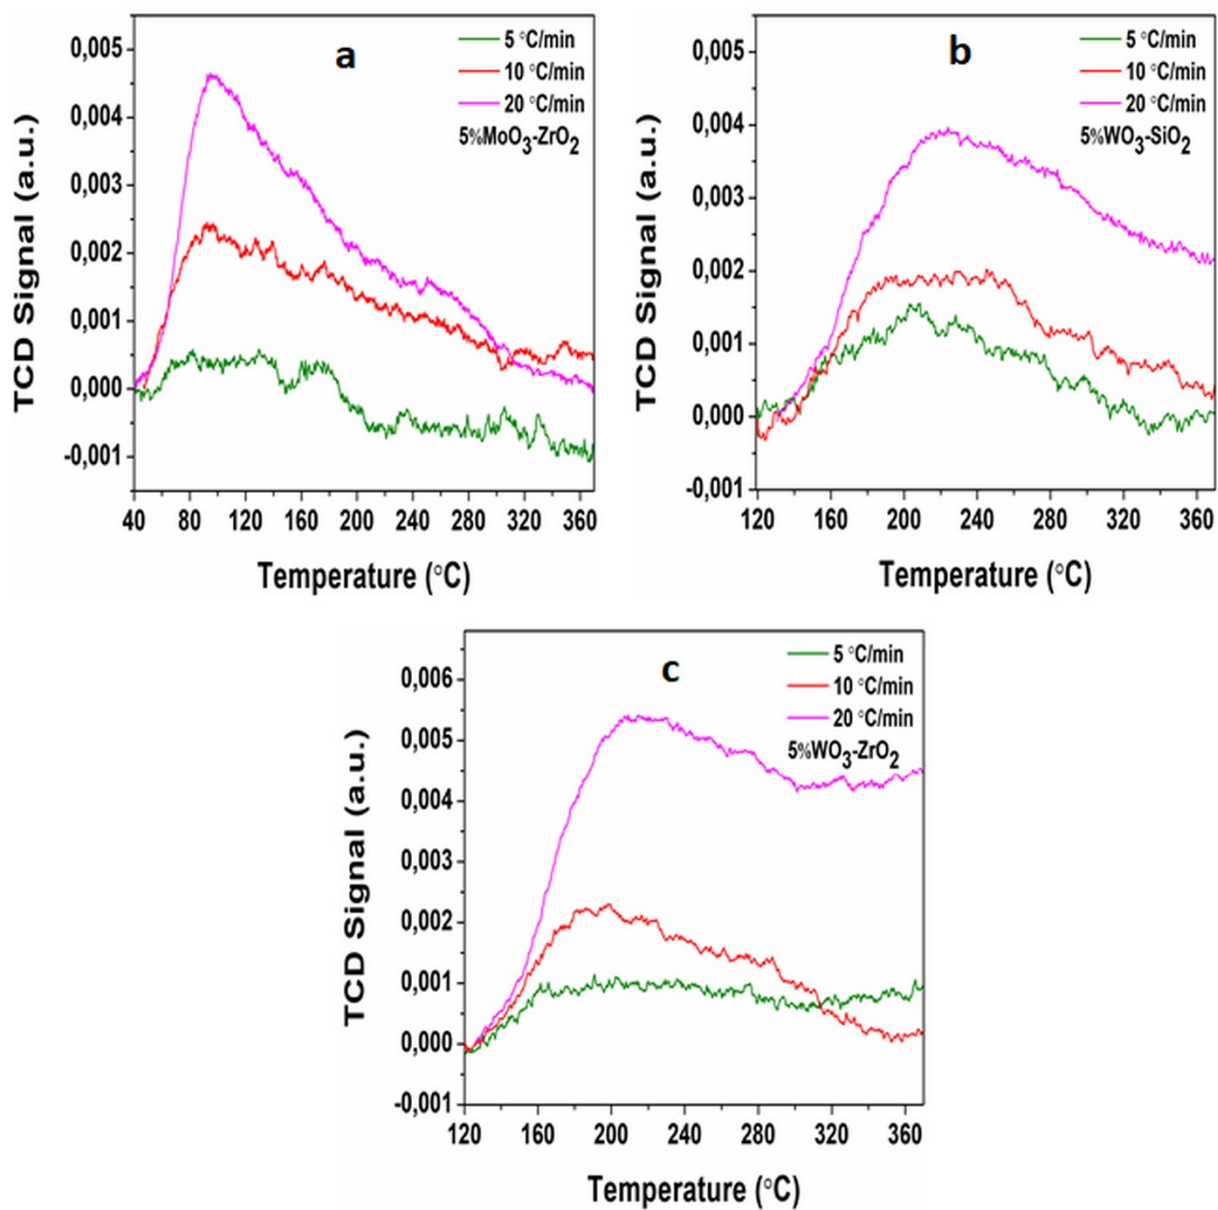 a
5 °C/min
10 °C/min
20 °C/min
5%MoO3-ZrO2
0,005
0,004
0,003
0,002
0,001
0,000
-0,001
TCD Signal (a.u.)
40 80 120 160 200 240 280 320 360
Temperature (°C)
b
5 °C/min
10 °C/min
20 °C/min
5%WO3-SiO2
0,005
0,004
0,003
0,002
0,001
0,000
-0,001
TCD Signal (a.u.)
120 160 200 240 280 320 360
Temperature (°C)
c
5 °C/min
10 °C/min
20 °C/min
5%WO3-ZrO2
0,006
0,005
0,004
0,003
0,002
0,001
0,000
-0,001
TCD Signal (a.u.)
120 160 200 240 280 320 360
Temperature (°C)